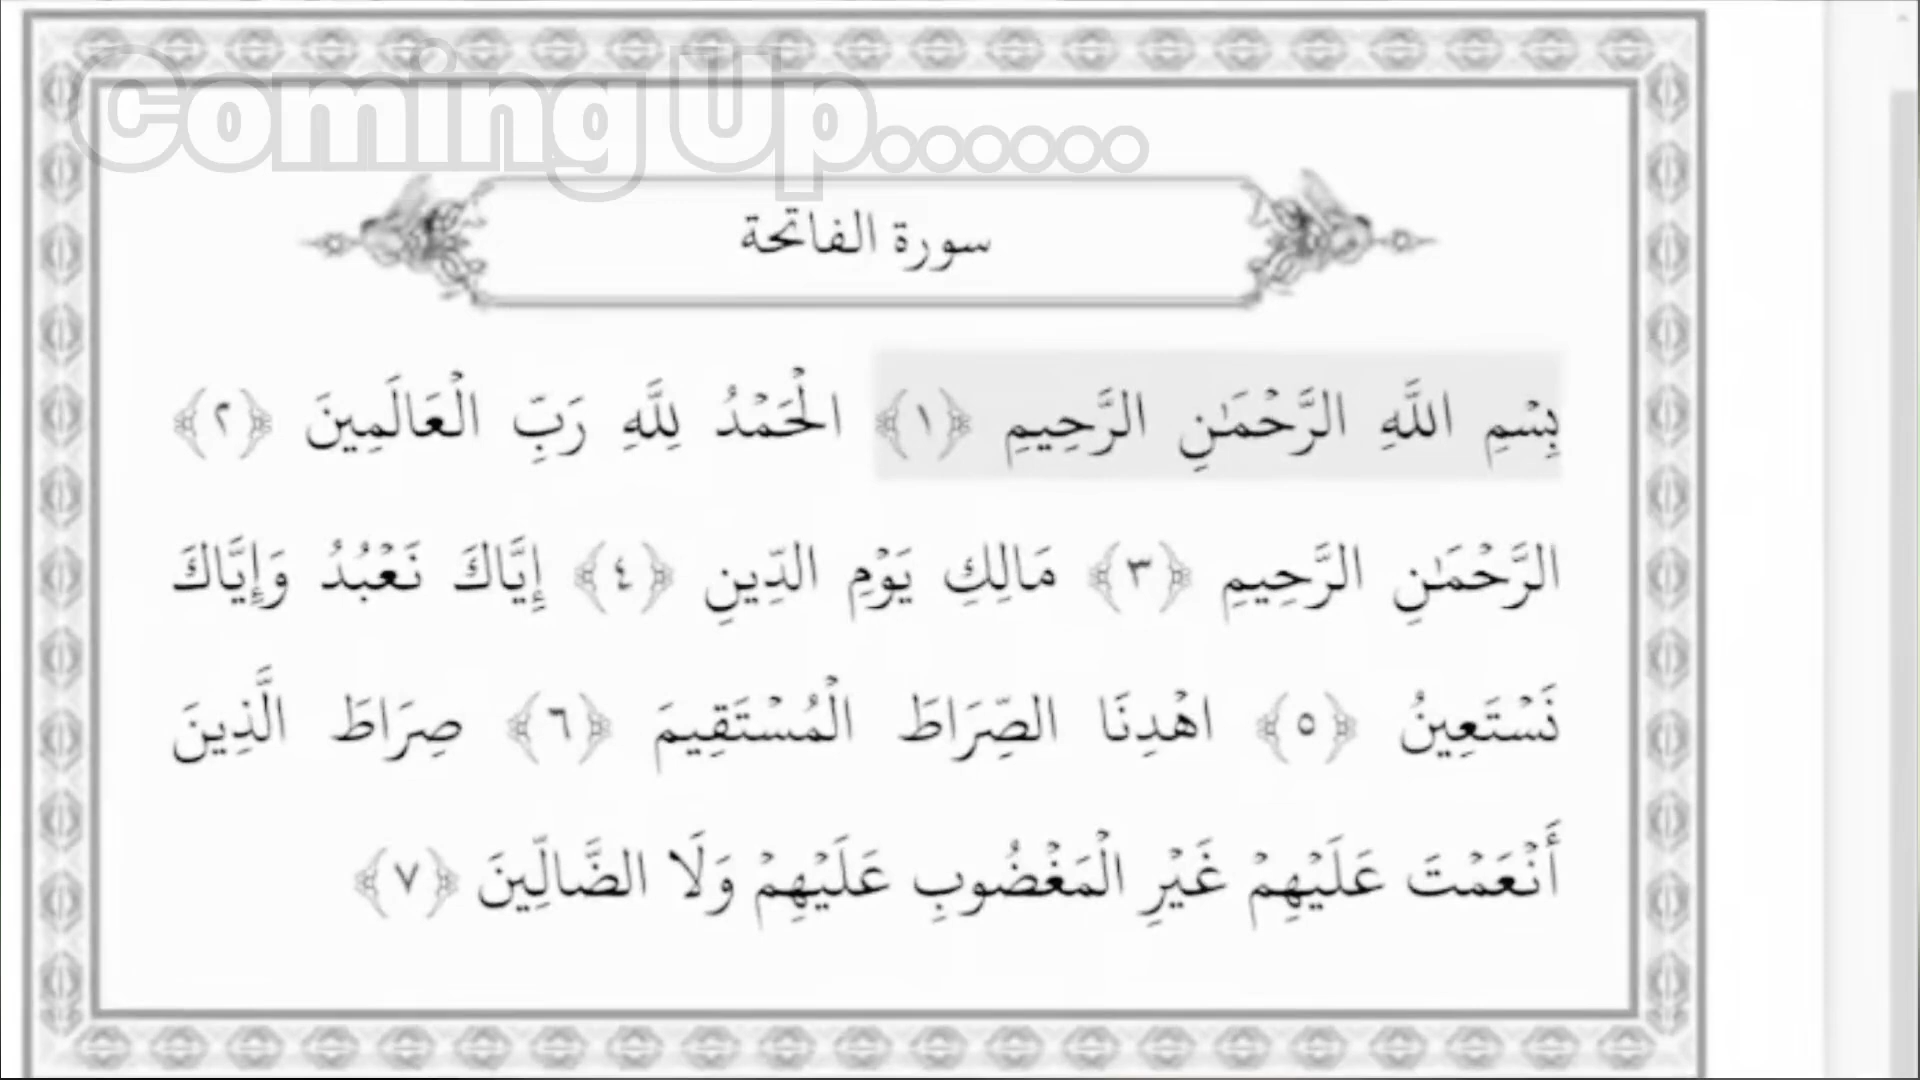 Coming Up......
سورة الفاتحة
بِسْمِ اللَّهِ الرَّحْمَٰنِ الرَّحِيمِ ﴿١﴾ الْحَمْدُ لِلَّهِ رَبِّ الْعَالَمِينَ ﴿٢﴾
الرَّحْمَٰنِ الرَّحِيمِ ﴿٣﴾ مَالِكِ يَوْمِ الدِّينِ ﴿٤﴾ إِيَّاكَ نَعْبُدُ وَإِيَّاكَ
نَسْتَعِينُ ﴿٥﴾ اهْدِنَا الصِّرَاطَ الْمُسْتَقِيمَ ﴿٦﴾ صِرَاطَ الَّذِينَ
أَنْعَمْتَ عَلَيْهِمْ غَيْرِ الْمَغْضُوبِ عَلَيْهِمْ وَلَا الضَّالِّينَ ﴿٧﴾